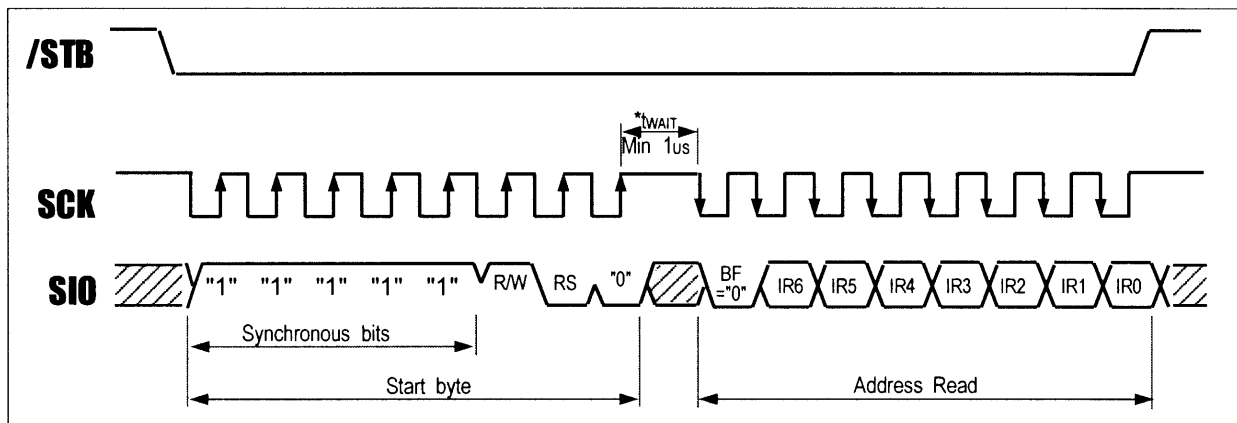 /STB
*tWAIT
Min 1us
SCK
SIO
"1" "1" "1" "1" "1" R/W RS "0" BF ="0" IR6 IR5 IR4 IR3 IR2 IR1 IR0
Synchronous bits
Start byte
Address Read